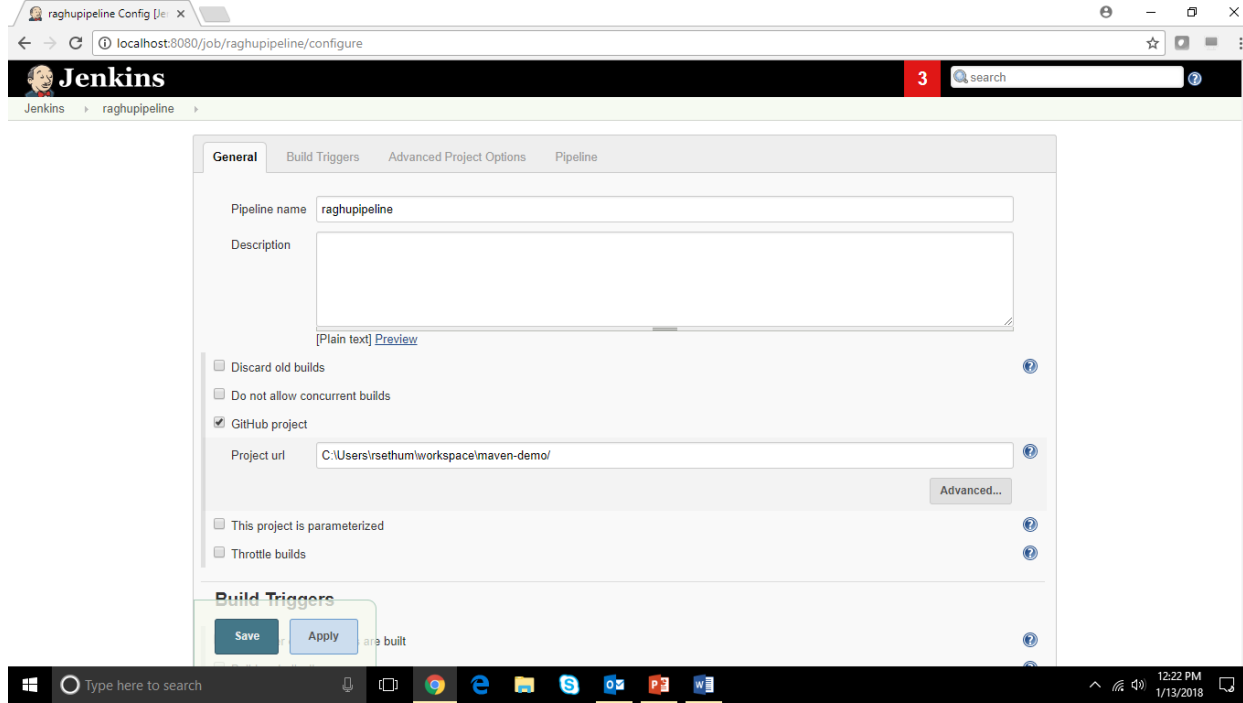 raghupipeline Config [Je
localhost:8080/job/raghupipeline/configure
Jenkins
3
search
Jenkins
raghupipeline
General
Build Triggers
Advanced Project Options
Pipeline
Pipeline name
raghupipeline
Description
[Plain text] Preview
Discard old builds
Do not allow concurrent builds
GitHub project
Project url
C:\Users\rsethum\workspace\maven-demo/
Advanced...
This project is parameterized
Throttle builds
Build Triggers
Save
Apply
are built
Type here to search
12:22 PM
1/13/2018